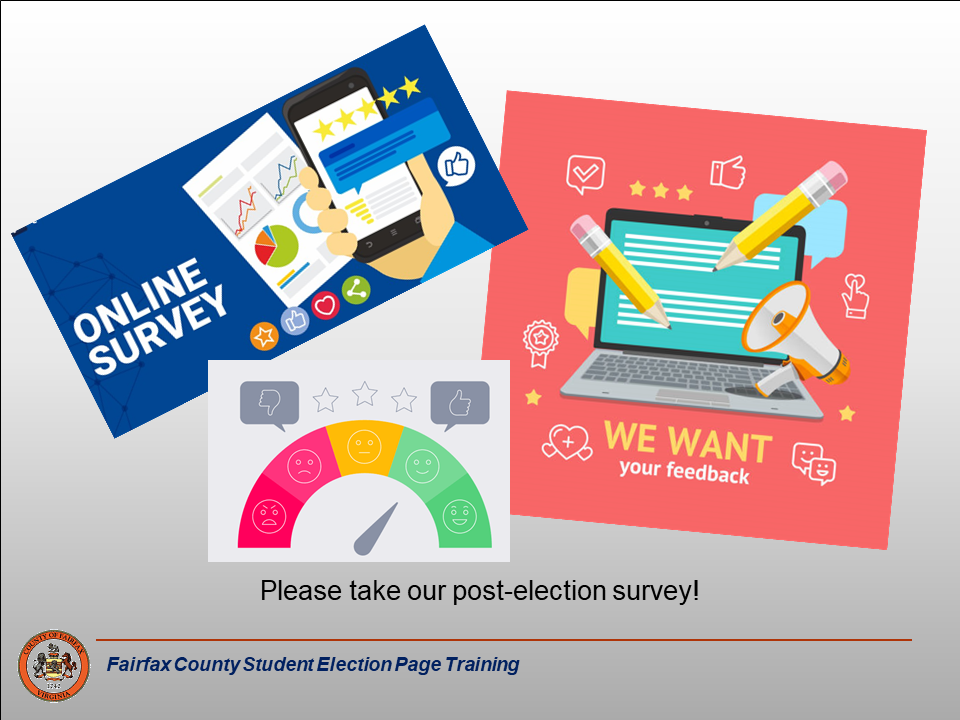 ONLINE
SURVEY
WE WANT
your feedback
Please take our post-election survey!
COUNTY OF FAIRFAX
1742
VIRGINIA
Fairfax County Student Election Page Training